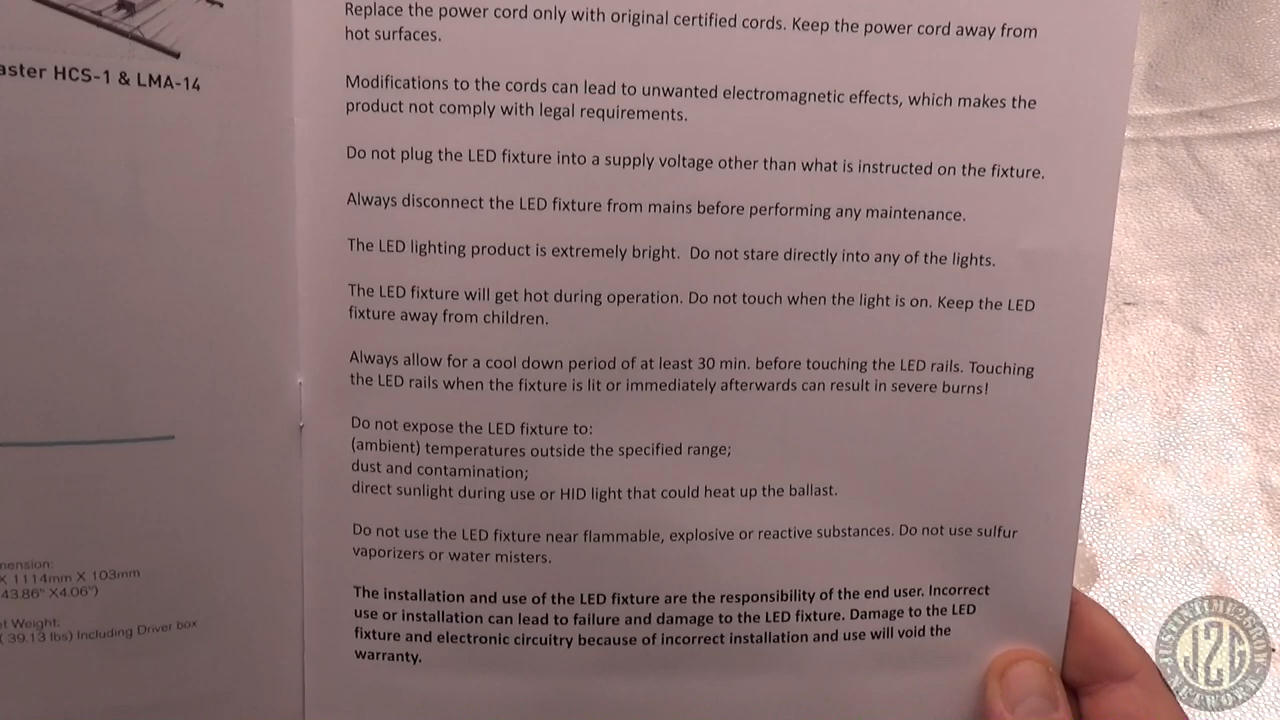 aster HCS-1 & LMA-14
mension:
X 1114mm X 103mm
43.86" X4.06")
et Weight:
( 39.13 lbs) Including Driver box
Replace the power cord only with original certified cords. Keep the power cord away from
hot surfaces.
Modifications to the cords can lead to unwanted electromagnetic effects, which makes the
product not comply with legal requirements.
Do not plug the LED fixture into a supply voltage other than what is instructed on the fixture.
Always disconnect the LED fixture from mains before performing any maintenance.
The LED lighting product is extremely bright.  Do not stare directly into any of the lights.
The LED fixture will get hot during operation. Do not touch when the light is on. Keep the LED
fixture away from children.
Always allow for a cool down period of at least 30 min. before touching the LED rails. Touching
the LED rails when the fixture is lit or immediately afterwards can result in severe burns!
Do not expose the LED fixture to:
(ambient) temperatures outside the specified range;
dust and contamination;
direct sunlight during use or HID light that could heat up the ballast.
Do not use the LED fixture near flammable, explosive or reactive substances. Do not use sulfur
vaporizers or water misters.
The installation and use of the LED fixture are the responsibility of the end user. Incorrect
use or installation can lead to failure and damage to the LED fixture. Damage to the LED
fixture and electronic circuitry because of incorrect installation and use will void the
warranty.
J2G
NETWORK